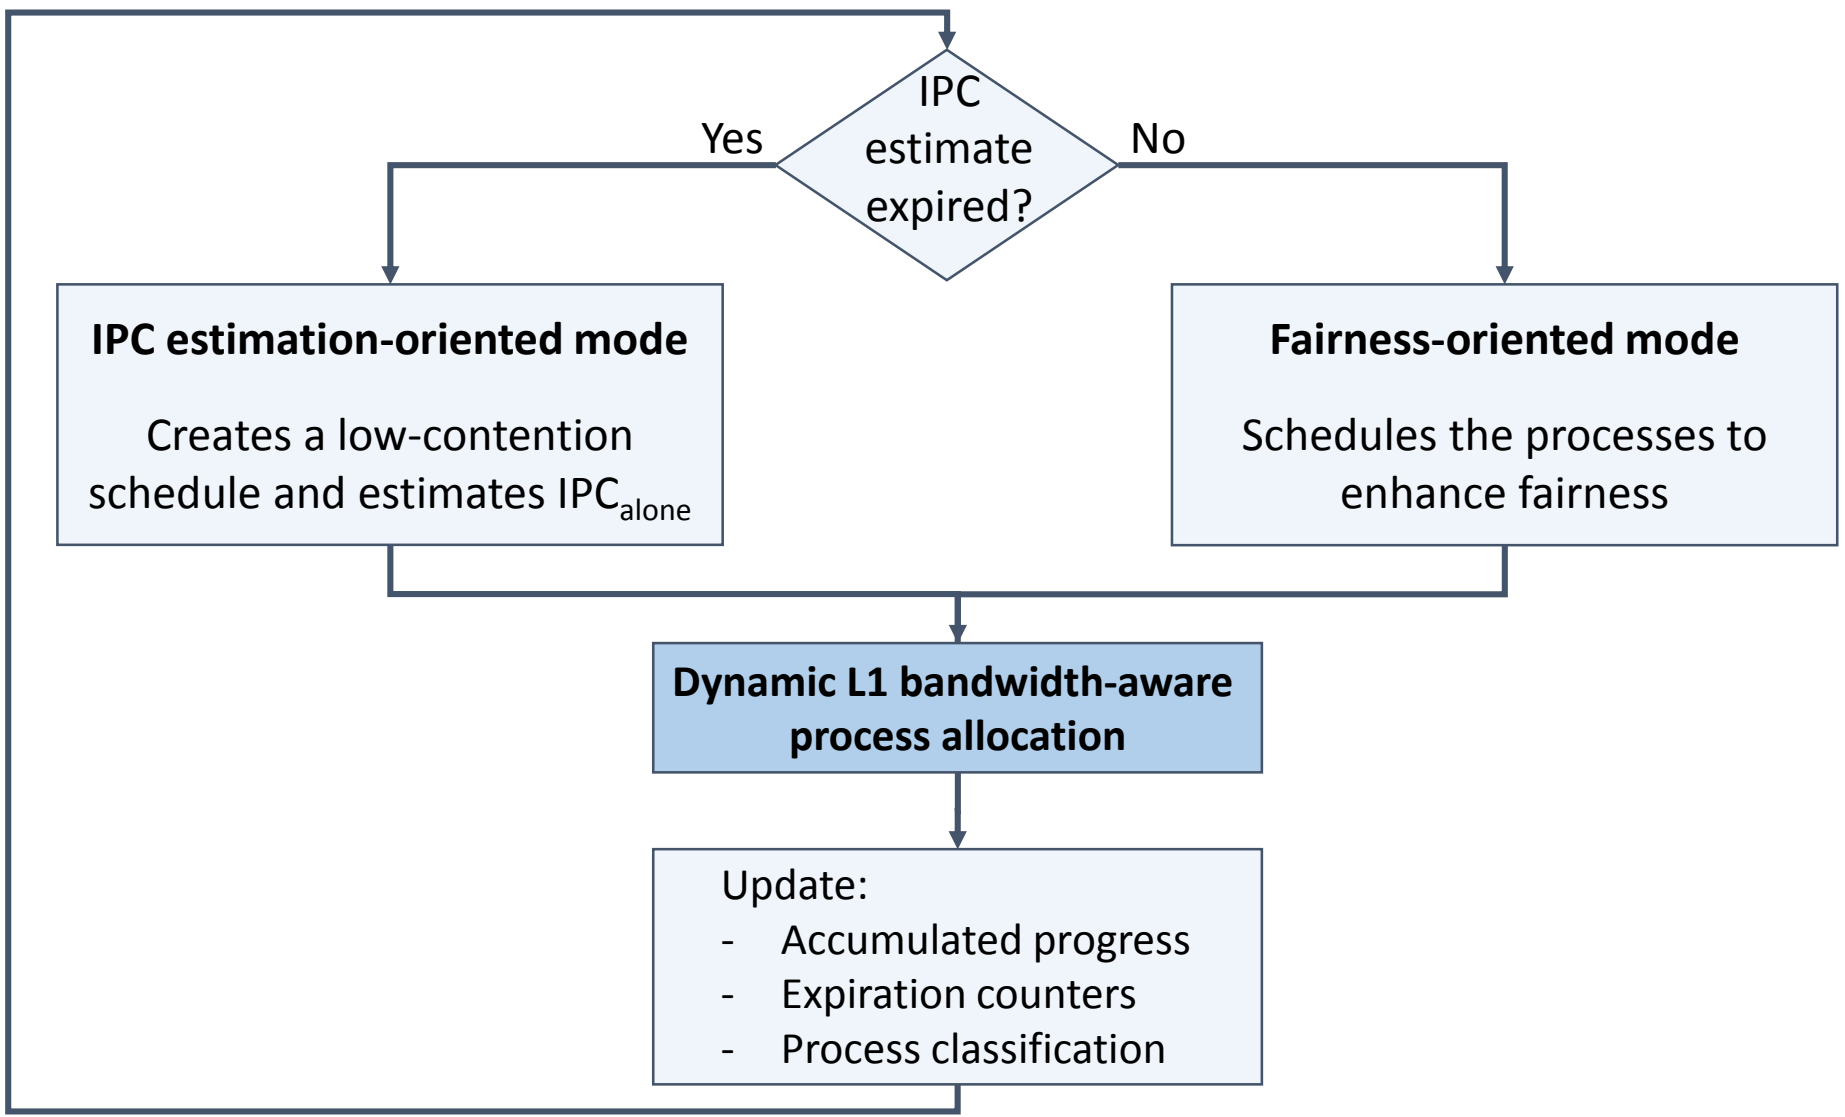 IPC
estimate
expired?
Yes
No
IPC estimation-oriented mode
Creates a low-contention
schedule and estimates IPCalone
Fairness-oriented mode
Schedules the processes to
enhance fairness
Dynamic L1 bandwidth-aware
process allocation
Update:
- Accumulated progress
- Expiration counters
- Process classification